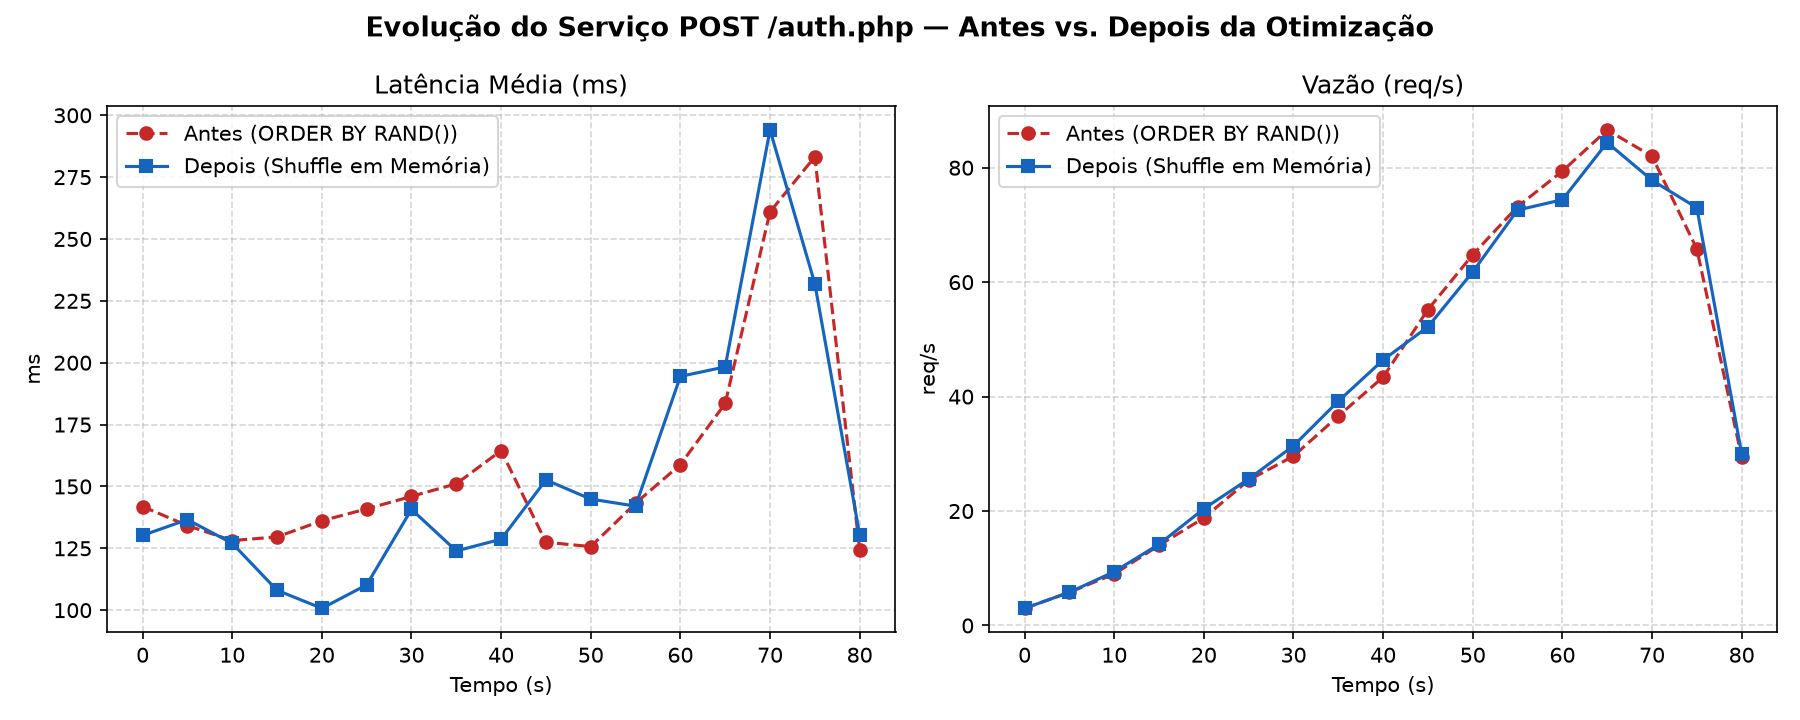 Evolução do Serviço POST /auth.php — Antes vs. Depois da Otimização
Latência Média (ms)
Antes (ORDER BY RAND())
Depois (Shuffle em Memória)
300
275
250
225
200
175
150
125
100
ms
0 10 20 30 40 50 60 70 80
Tempo (s)
Vazão (req/s)
Antes (ORDER BY RAND())
Depois (Shuffle em Memória)
80
60
40
20
0
req/s
0 10 20 30 40 50 60 70 80
Tempo (s)